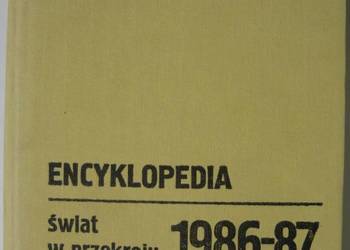 ENCYKLOPEDIA
świat
w przekroju 1986-87